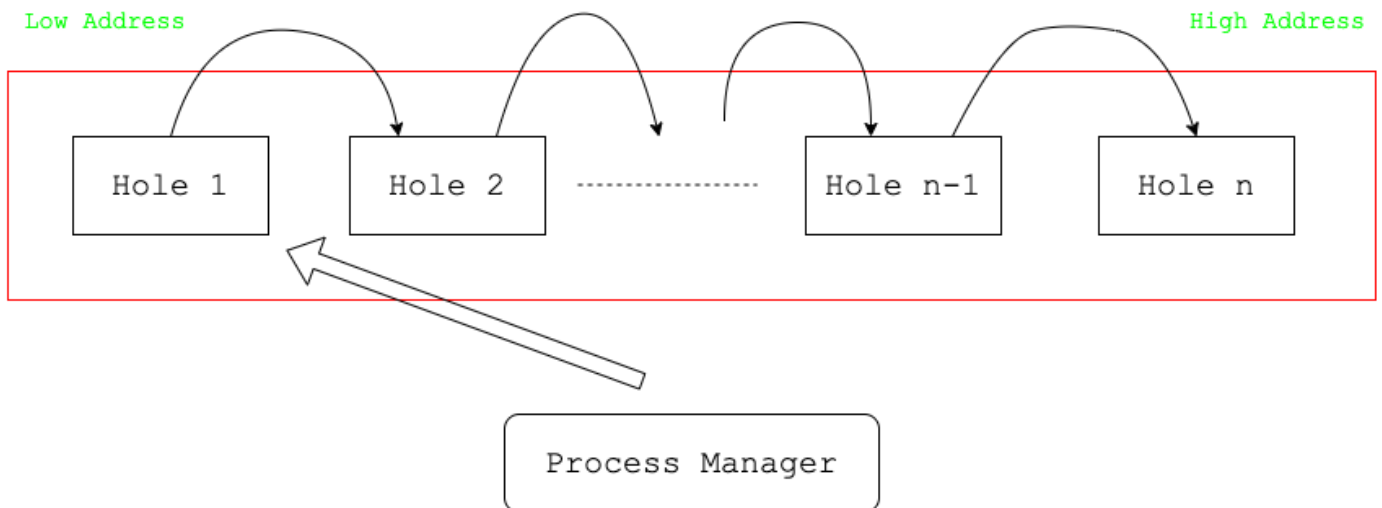 Low Address
High Address
Hole 1
Hole 2
Hole n-1
Hole n
Process Manager